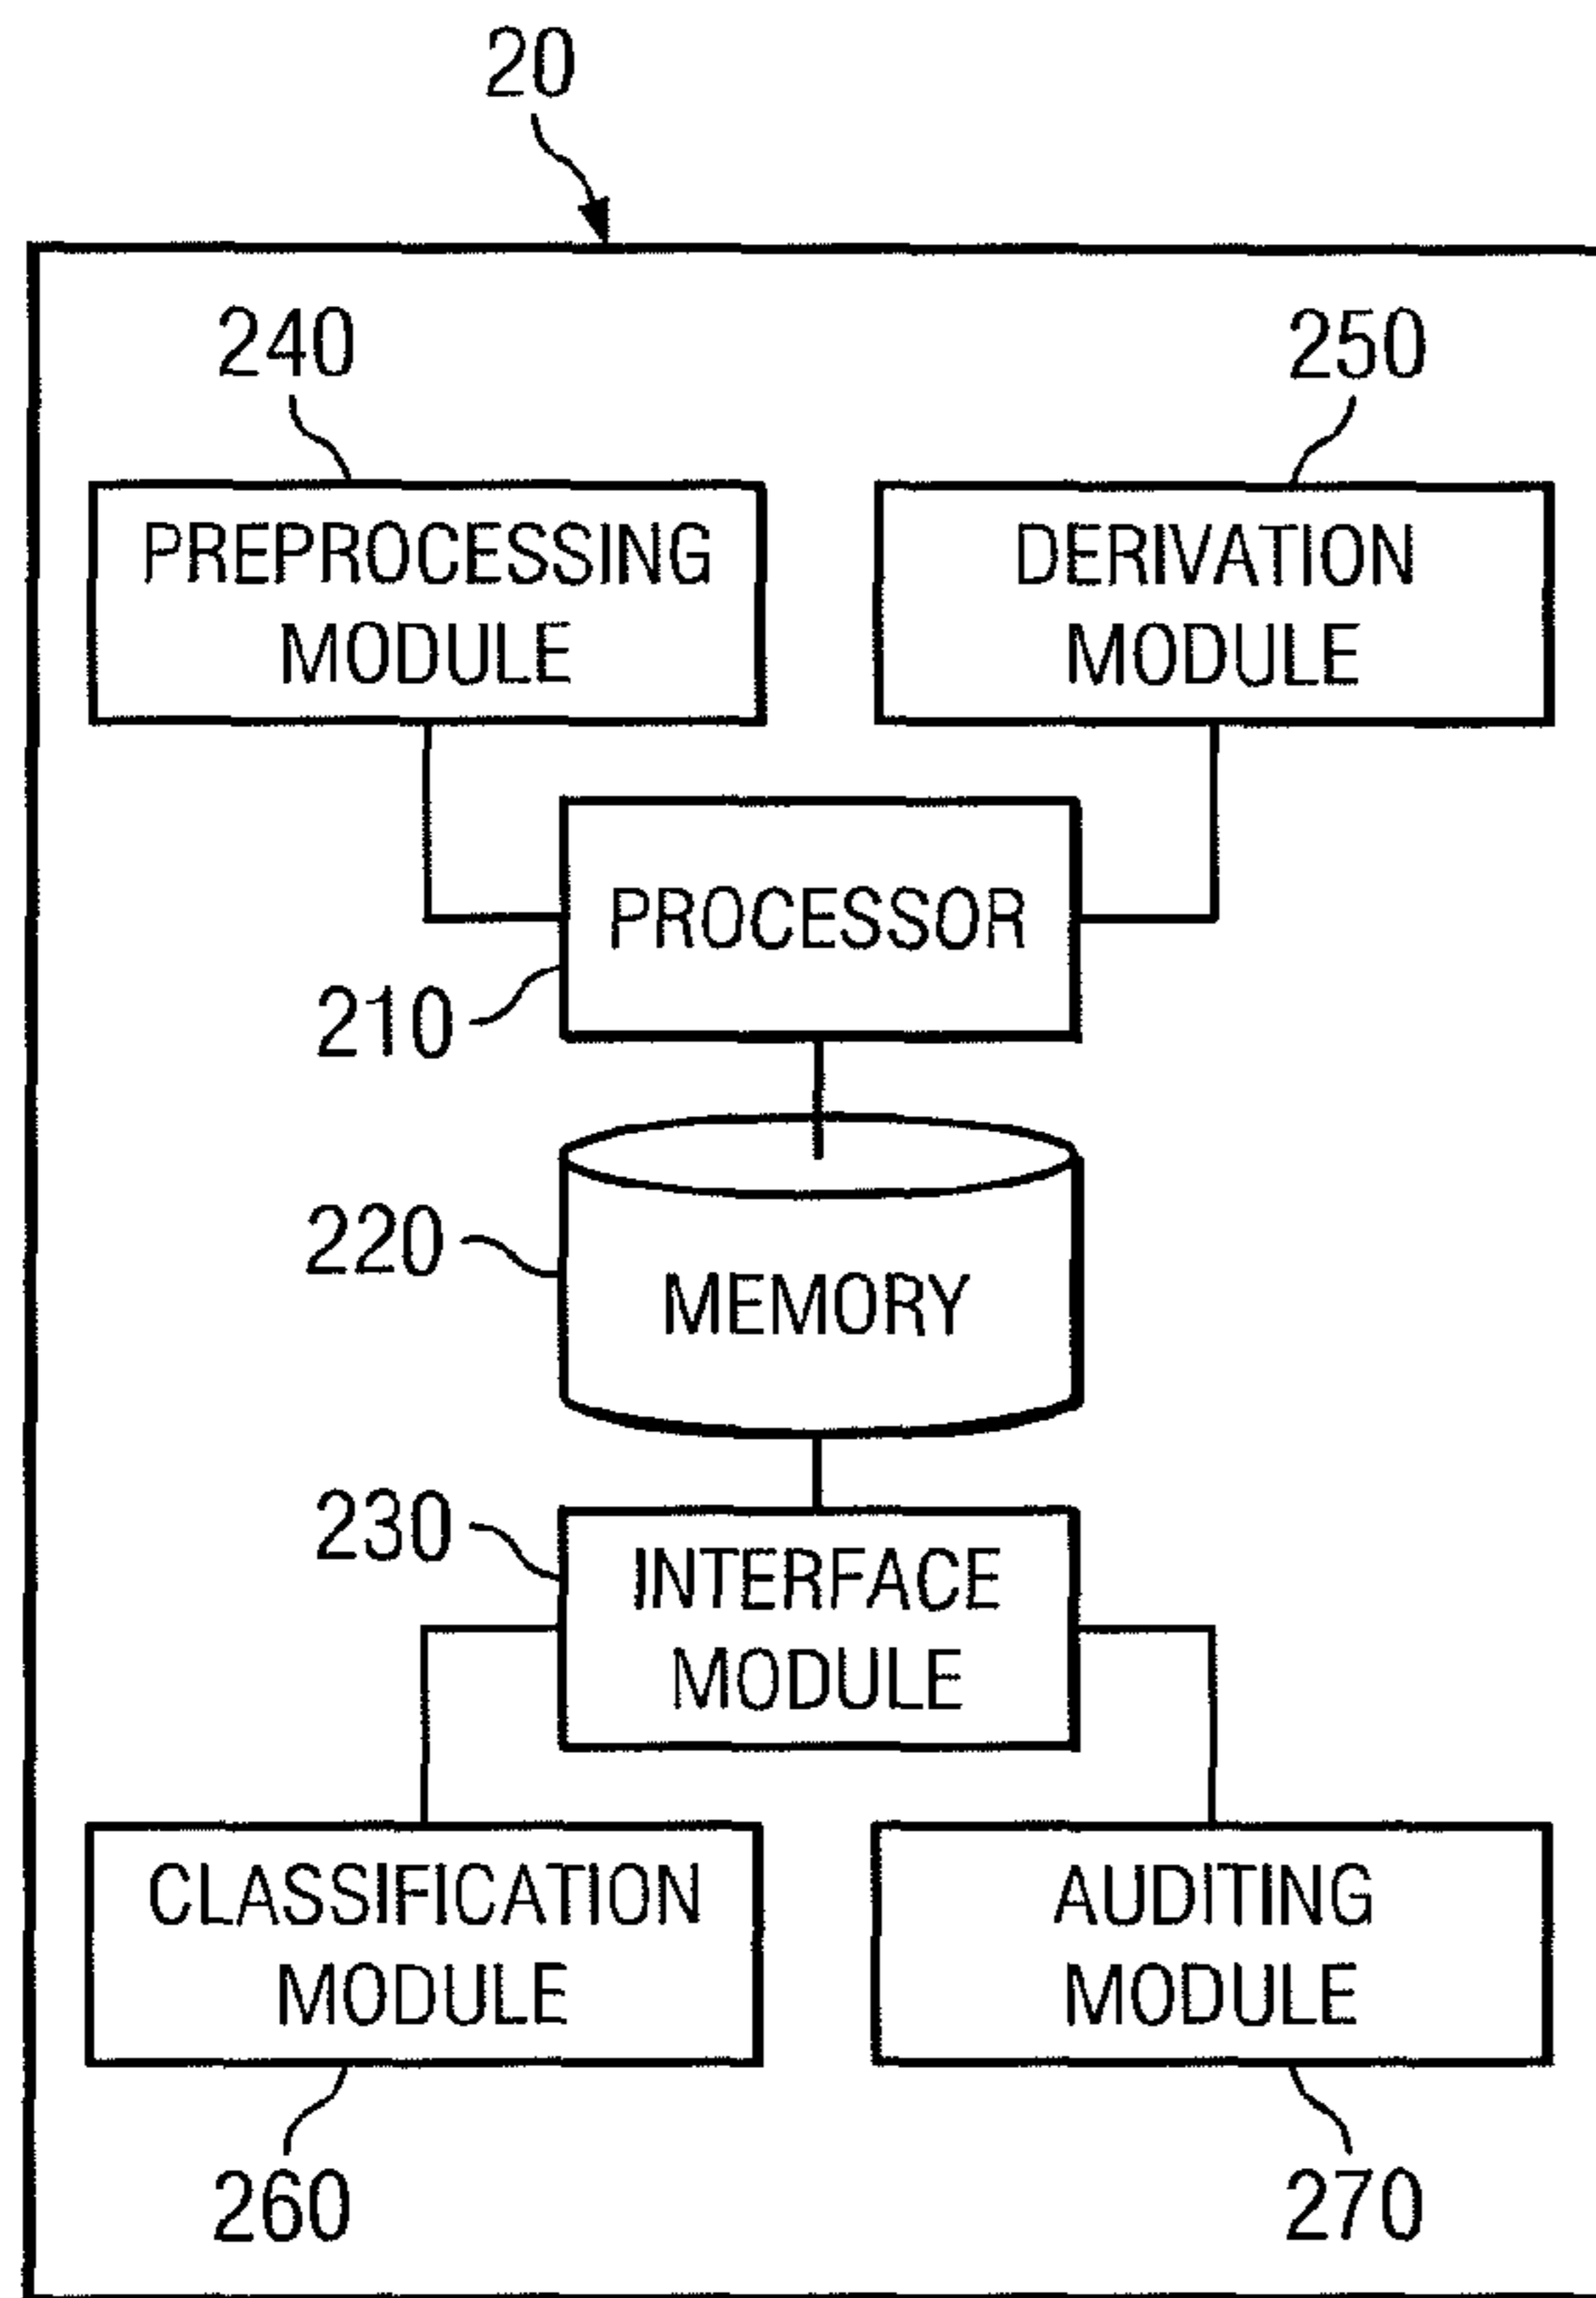 20
240
250
PREPROCESSING
MODULE
DERIVATION
MODULE
PROCESSOR
210
220
MEMORY
230
INTERFACE
MODULE
CLASSIFICATION
MODULE
AUDITING
MODULE
260
270